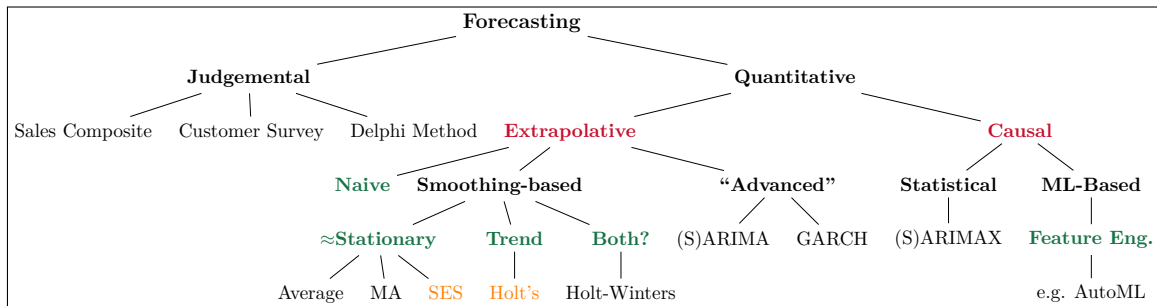 Forecasting
Judgemental Quantitative
Sales Composite Customer Survey Delphi Method Extrapolative Causal
Naive Smoothing-based “Advanced” Statistical ML-Based
≈Stationary Trend Both? (S)ARIMA GARCH (S)ARIMAX Feature Eng.
Average MA SES Holt's Holt-Winters e.g. AutoML